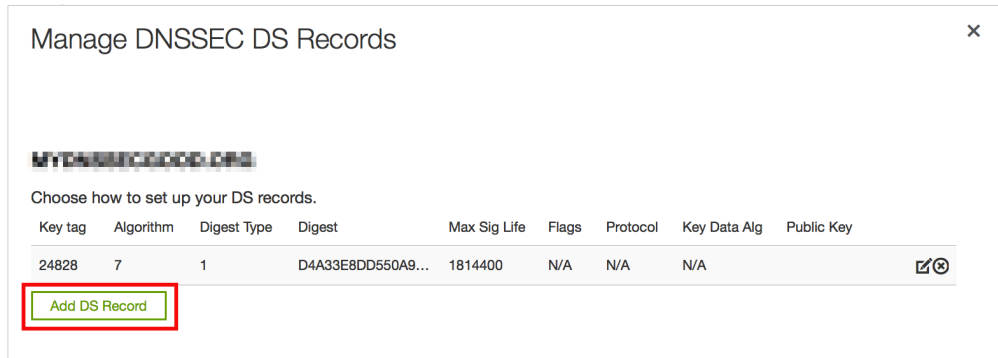 Manage DNSSEC DS Records
Choose how to set up your DS records.
Key tag Algorithm Digest Type Digest Max Sig Life Flags Protocol Key Data Alg Public Key
24828 7 1 D4A33E8DD550A9... 1814400 N/A N/A N/A
Add DS Record